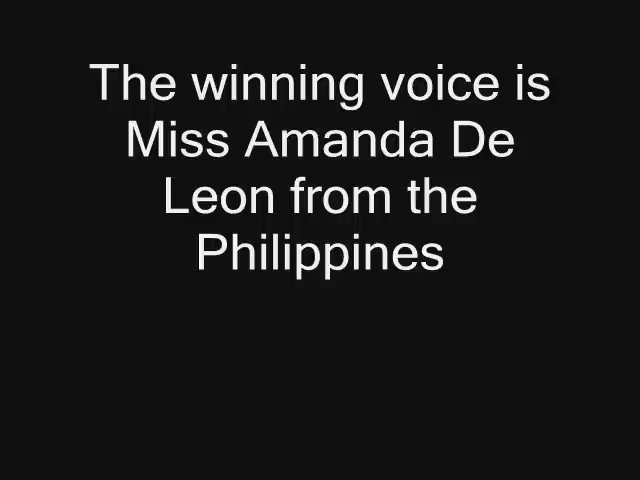 The winning voice is
Miss Amanda De
Leon from the
Philippines